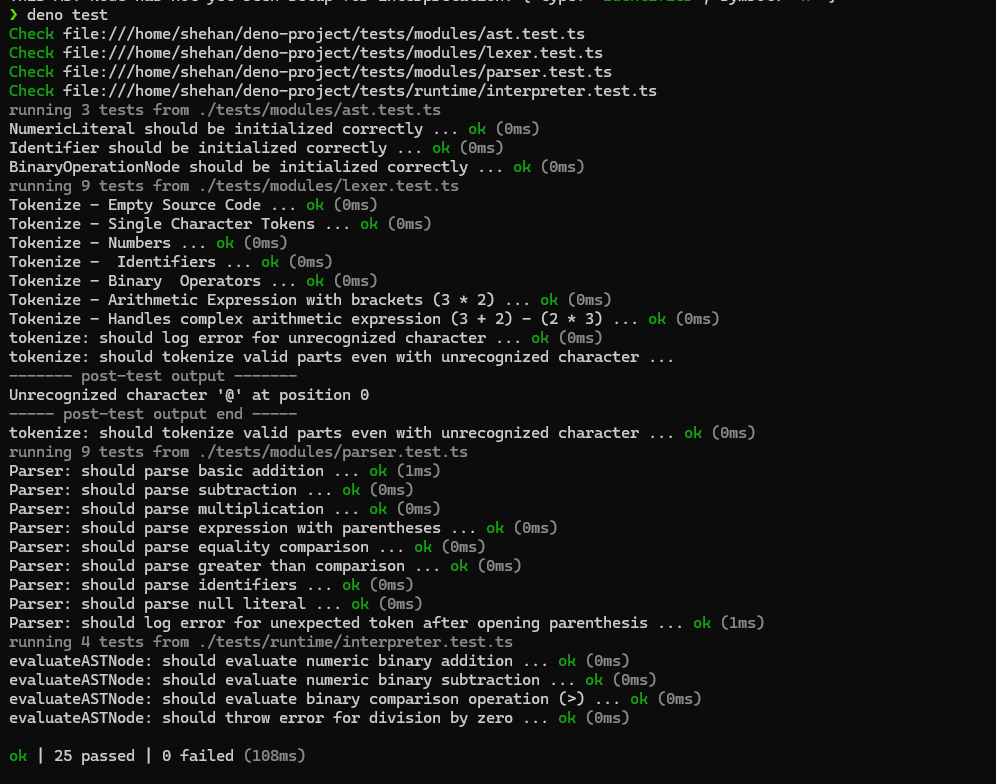 ❯ deno test
Check file:///home/shehan/deno-project/tests/modules/ast.test.ts
Check file:///home/shehan/deno-project/tests/modules/lexer.test.ts
Check file:///home/shehan/deno-project/tests/modules/parser.test.ts
Check file:///home/shehan/deno-project/tests/runtime/interpreter.test.ts
running 3 tests from ./tests/modules/ast.test.ts
NumericLiteral should be initialized correctly ... ok (0ms)
Identifier should be initialized correctly ... ok (0ms)
BinaryOperationNode should be initialized correctly ... ok (0ms)
running 9 tests from ./tests/modules/lexer.test.ts
Tokenize - Empty Source Code ... ok (0ms)
Tokenize - Single Character Tokens ... ok (0ms)
Tokenize - Numbers ... ok (0ms)
Tokenize -  Identifiers ... ok (0ms)
Tokenize - Binary  Operators ... ok (0ms)
Tokenize - Arithmetic Expression with brackets (3 * 2) ... ok (0ms)
Tokenize - Handles complex arithmetic expression (3 + 2) - (2 * 3) ... ok (0ms)
tokenize: should log error for unrecognized character ... ok (0ms)
tokenize: should tokenize valid parts even with unrecognized character ...
------- post-test output -------
Unrecognized character '@' at position 0
----- post-test output end -----
tokenize: should tokenize valid parts even with unrecognized character ... ok (0ms)
running 9 tests from ./tests/modules/parser.test.ts
Parser: should parse basic addition ... ok (1ms)
Parser: should parse subtraction ... ok (0ms)
Parser: should parse multiplication ... ok (0ms)
Parser: should parse expression with parentheses ... ok (0ms)
Parser: should parse equality comparison ... ok (0ms)
Parser: should parse greater than comparison ... ok (0ms)
Parser: should parse identifiers ... ok (0ms)
Parser: should parse null literal ... ok (0ms)
Parser: should log error for unexpected token after opening parenthesis ... ok (1ms)
running 4 tests from ./tests/runtime/interpreter.test.ts
evaluateASTNode: should evaluate numeric binary addition ... ok (0ms)
evaluateASTNode: should evaluate numeric binary subtraction ... ok (0ms)
evaluateASTNode: should evaluate binary comparison operation (>) ... ok (0ms)
evaluateASTNode: should throw error for division by zero ... ok (0ms)
ok | 25 passed | 0 failed (108ms)